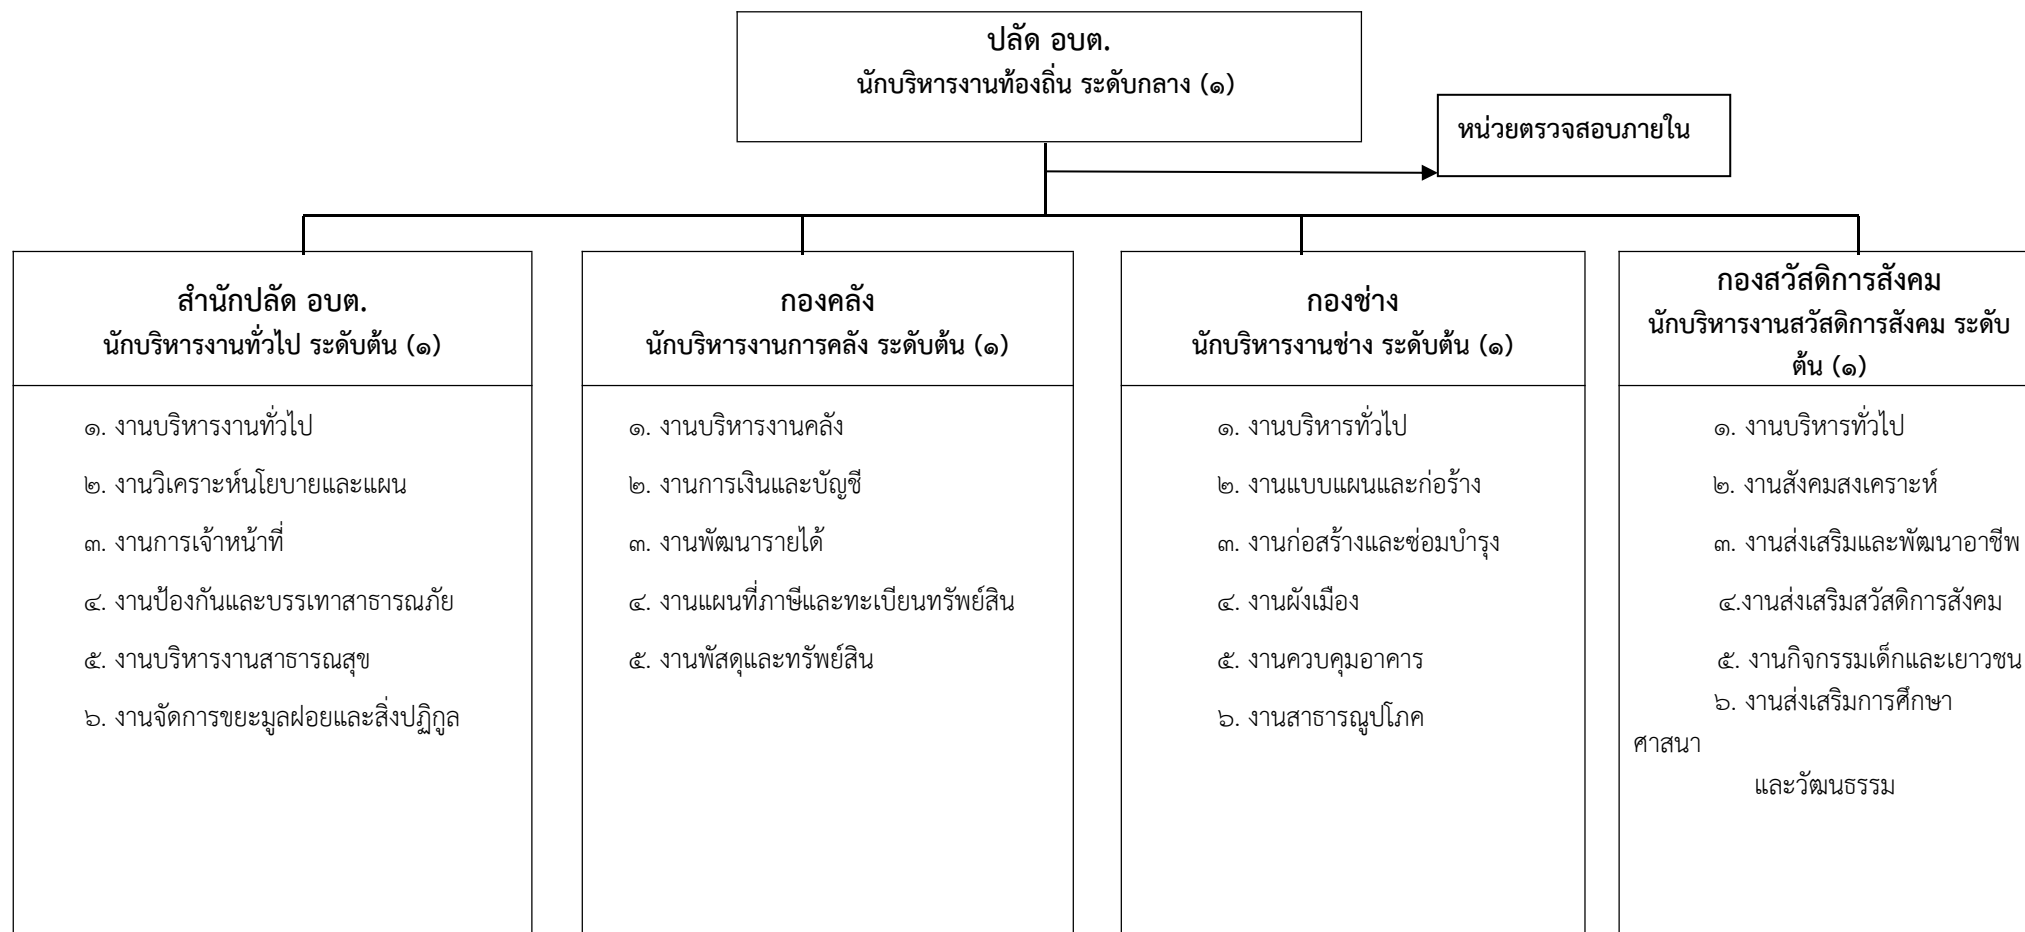 ปลัด อบต.
นักบริหารงานท้องถิ่น ระดับกลาง (๑)
หน่วยตรวจสอบภายใน
สำนักปลัด อบต.
นักบริหารงานทั่วไป ระดับต้น (๑)
๑. งานบริหารงานทั่วไป
๒. งานวิเคราะห์นโยบายและแผน
๓. งานการเจ้าหน้าที่
๔. งานป้องกันและบรรเทาสาธารณภัย
๕. งานบริหารงานสาธารณสุข
๖. งานจัดการขยะมูลฝอยและสิ่งปฏิกูล
กองคลัง
นักบริหารงานการคลัง ระดับต้น (๑)
๑. งานบริหารงานคลัง
๒. งานการเงินและบัญชี
๓. งานพัฒนารายได้
๔. งานแผนที่ภาษีและทะเบียนทรัพย์สิน
๕. งานพัสดุและทรัพย์สิน
กองช่าง
นักบริหารงานช่าง ระดับต้น (๑)
๑. งานบริหารทั่วไป
๒. งานแบบแผนและก่อร้าง
๓. งานก่อสร้างและซ่อมบำรุง
๔. งานผังเมือง
๕. งานควบคุมอาคาร
๖. งานสาธารณูปโภค
กองสวัสดิการสังคม
นักบริหารงานสวัสดิการสังคม ระดับ
ต้น (๑)
๑. งานบริหารทั่วไป
๒. งานสังคมสงเคราะห์
๓. งานส่งเสริมและพัฒนาอาชีพ
๔.งานส่งเสริมสวัสดิการสังคม
๕. งานกิจกรรมเด็กและเยาวชน
๖. งานส่งเสริมการศึกษา
ศาสนา
และวัฒนธรรม